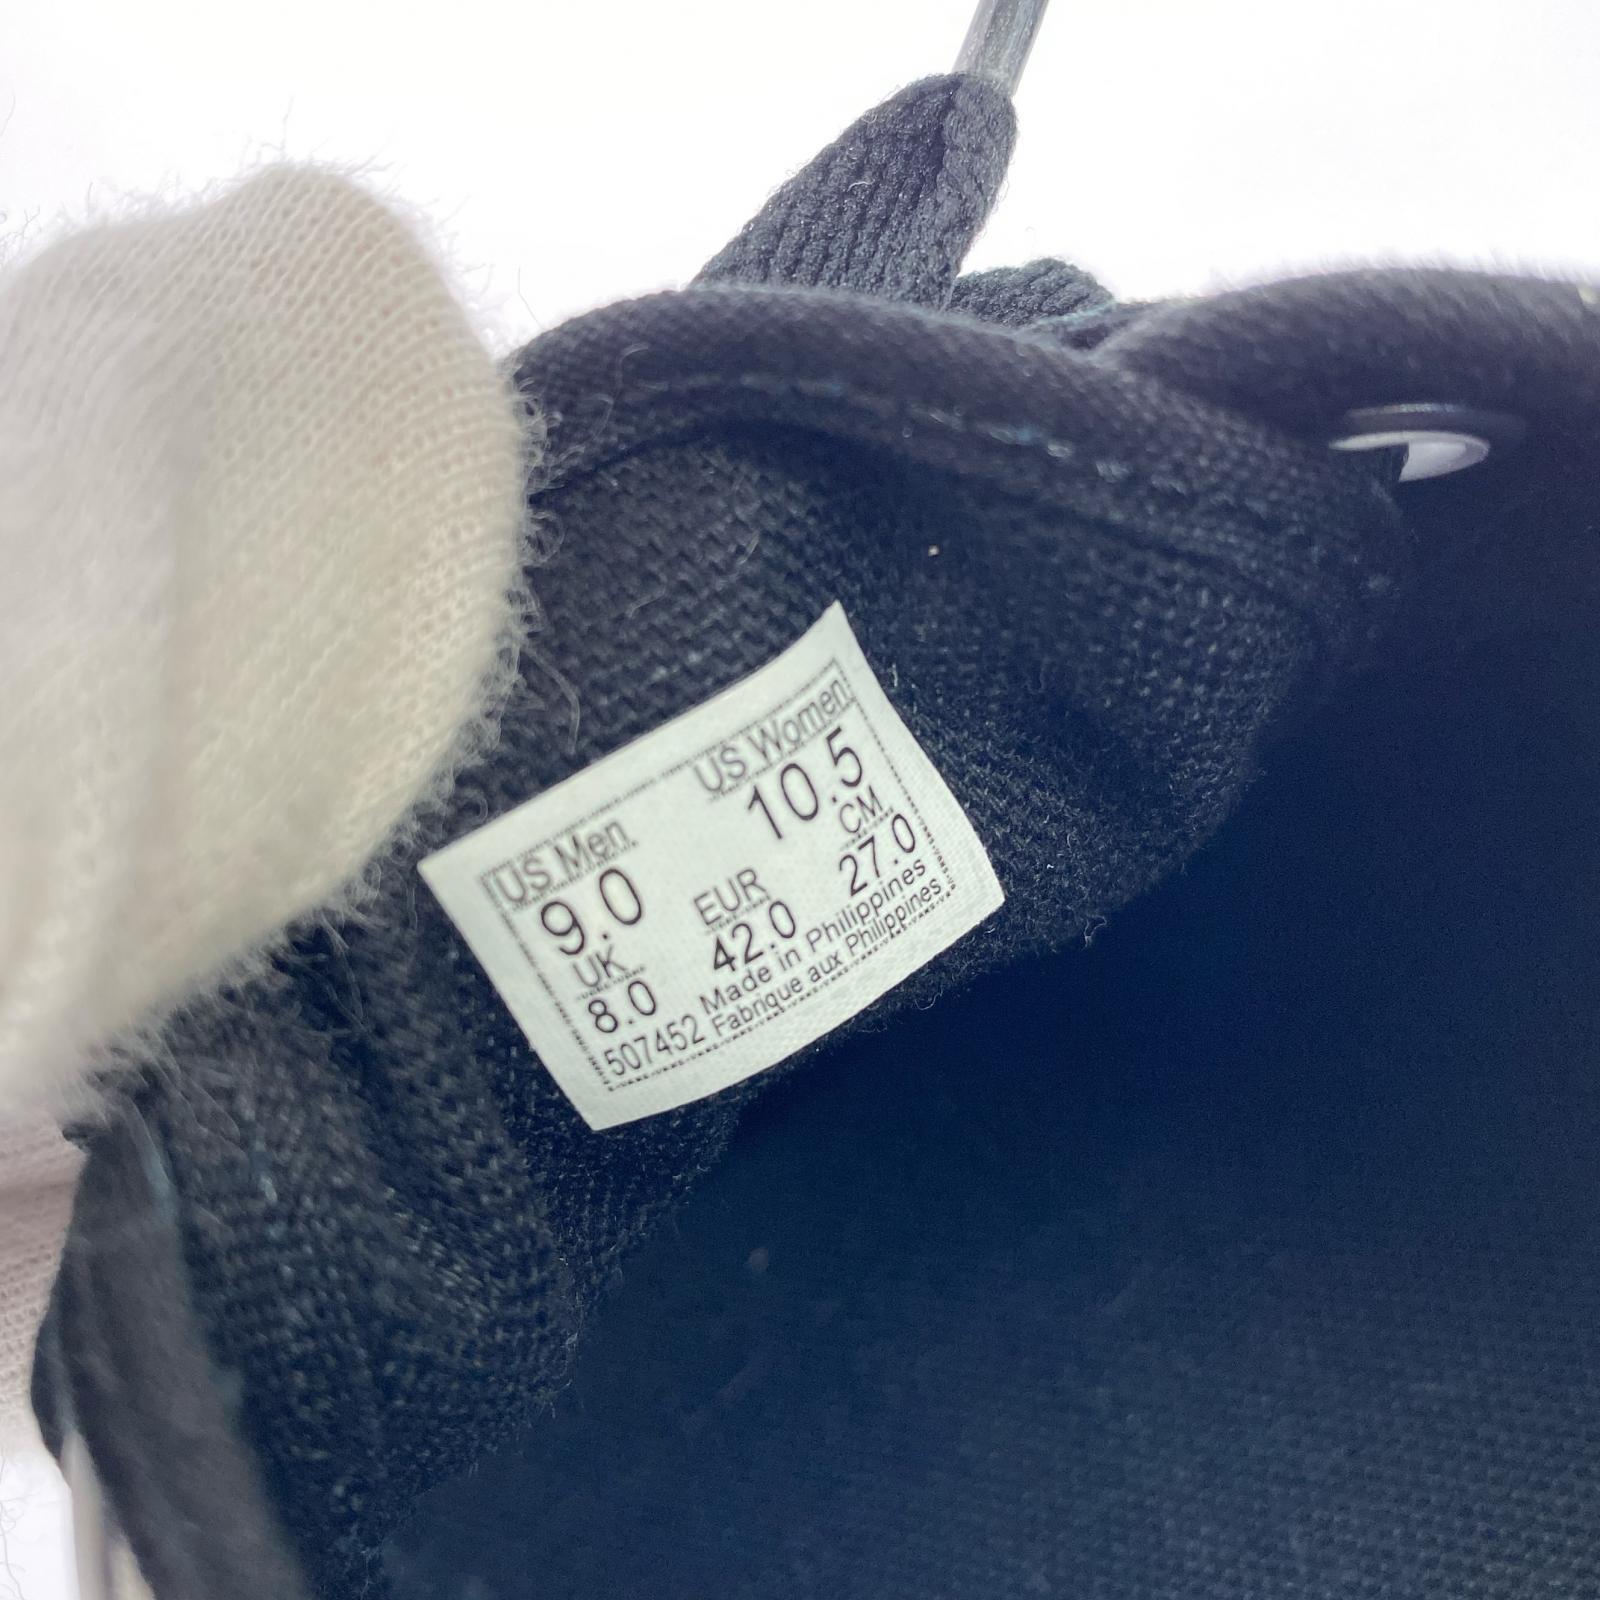 US Men US Women
9.0 10.5
UK EUR CM
8.0 42.0 27.0
507452 Made in Philippines
Fabrique aux Philippines